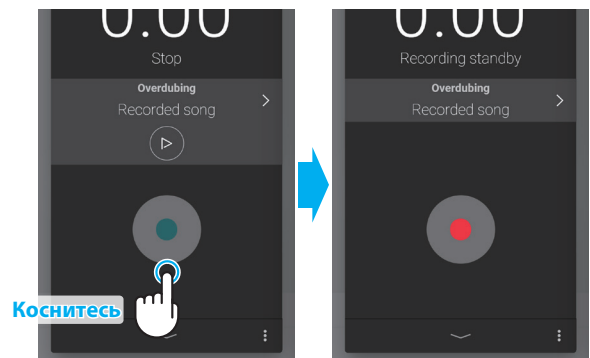 0.00
Stop
Overdubing
Recorded song
Коснитесь
0.00
Recording standby
Overdubing
Recorded song